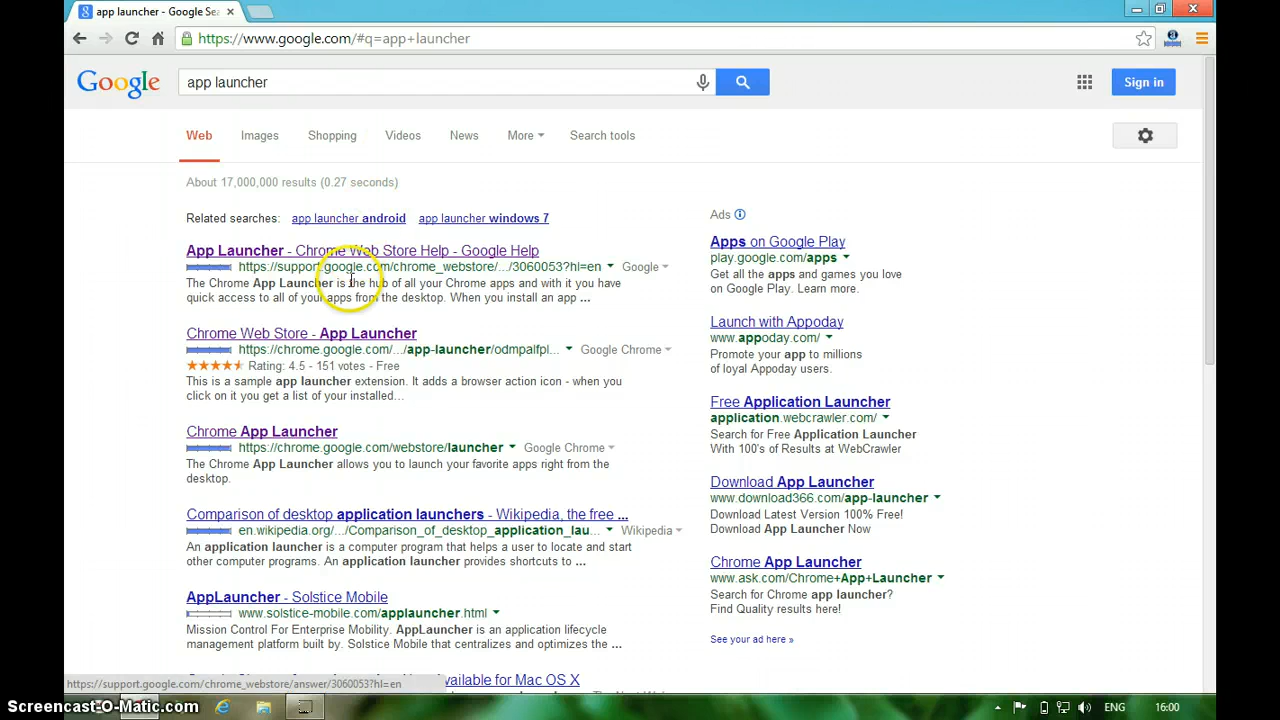 app launcher - Google Sea
https://www.google.com/#q=app+launcher
Google
app launcher
Sign in
Web Images Shopping Videos News More Search tools
About 17,000,000 results (0.27 seconds)
Related searches: app launcher android app launcher windows 7
App Launcher - Chrome Web Store Help - Google Help
https://support.google.com/chrome_webstore/.../3060053?hl=en Google
The Chrome App Launcher is the hub of all your Chrome apps and with it you have
quick access to all of your apps from the desktop. When you install an app ...
Chrome Web Store - App Launcher
https://chrome.google.com/.../app-launcher/odmpalfpl... Google Chrome
Rating: 4.5 - 151 votes - Free
This is a sample app launcher extension. It adds a browser action icon - when you
click on it you get a list of your installed...
Chrome App Launcher
https://chrome.google.com/webstore/launcher Google Chrome
The Chrome App Launcher allows you to launch your favorite apps right from the
desktop.
Comparison of desktop application launchers - Wikipedia, the free ...
en.wikipedia.org/.../Comparison_of_desktop_application_lau... Wikipedia
An application launcher is a computer program that helps a user to locate and start
other computer programs. An application launcher provides shortcuts to ...
AppLauncher - Solstice Mobile
www.solstice-mobile.com/applauncher.html
Mission Control For Enterprise Mobility. AppLauncher is an application lifecycle
management platform built by. Solstice Mobile that centralizes and optimizes the ...
vailable for Mac OS X
Ads
Apps on Google Play
play.google.com/apps
Get all the apps and games you love
on Google Play. Learn more.
Launch with Appoday
www.appoday.com/
Promote your app to millions
of loyal Appoday users.
Free Application Launcher
application.webcrawler.com/
Search for Free Application Launcher
With 100's of Results at WebCrawler
Download App Launcher
www.download366.com/app-launcher
Download Latest Version 100% Free!
Download App Launcher Now
Chrome App Launcher
www.ask.com/Chrome+App+Launcher
Search for Chrome app launcher?
Find Quality results here!
See your ad here »
https://support.google.com/chrome_webstore/answer/3060053?hl=en
Screencast-O-Matic.com
ENG 16:00